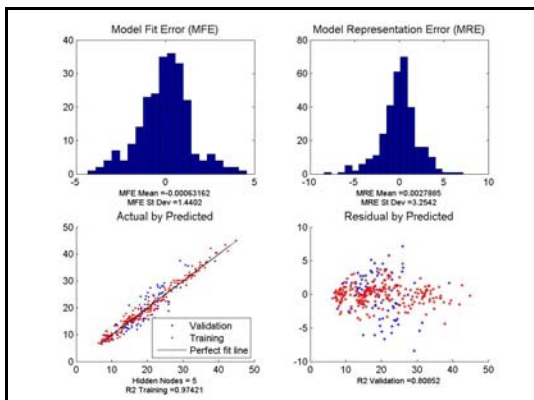 Model Fit Error (MFE)
40
30
20
10
0
-5
0
5
MFE Mean =-0.00063162
MFE St Dev =1.4402
Model Representation Error (MRE)
80
60
40
20
0
-10
-5
0
5
10
MRE Mean =0.0027885
MRE St Dev =3.2542
Actual by Predicted
50
40
30
20
10
0
0
10
20
30
40
50
Validation
Training
Perfect fit line
Hidden Nodes = 5
R2 Training =0.97421
Residual by Predicted
10
5
0
-5
-10
0
10
20
30
40
50
R2 Validation =0.80852